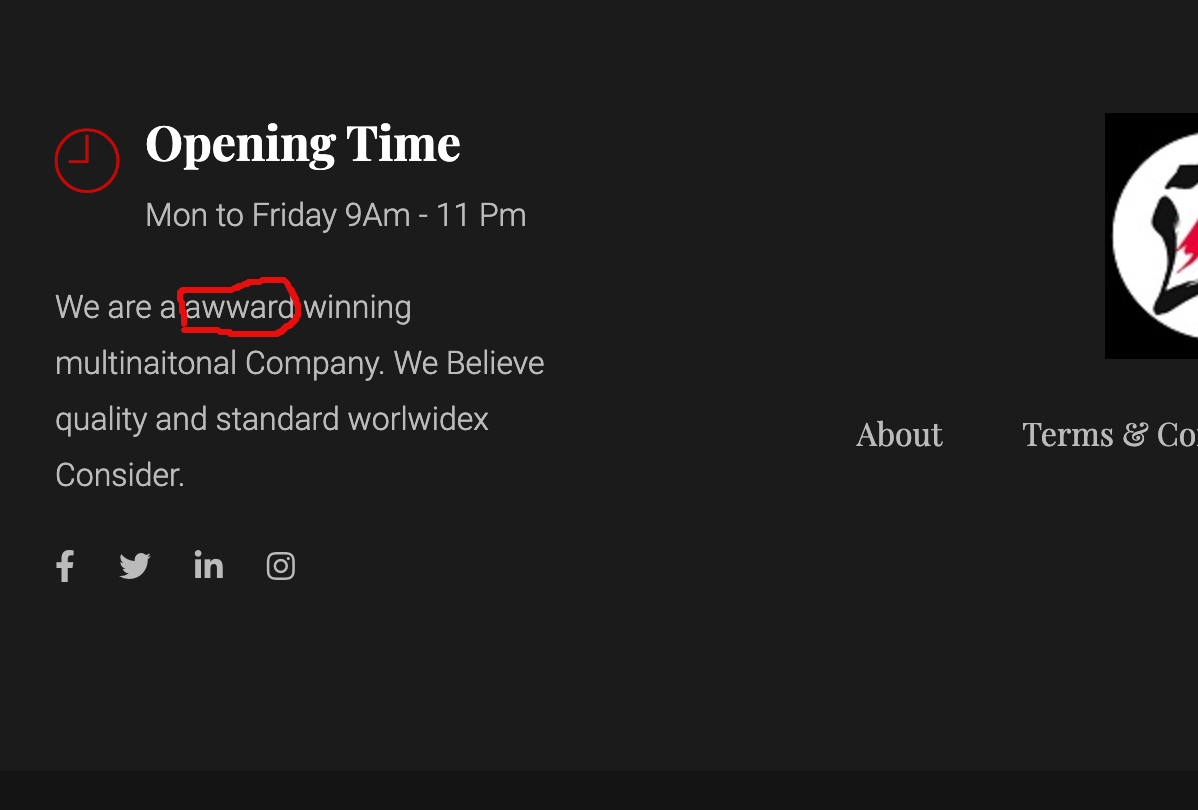 Opening Time
Mon to Friday 9Am - 11 Pm
We are a awward winning
multinaitonal Company. We Believe
quality and standard worlwidex
Consider.
About Terms & Co